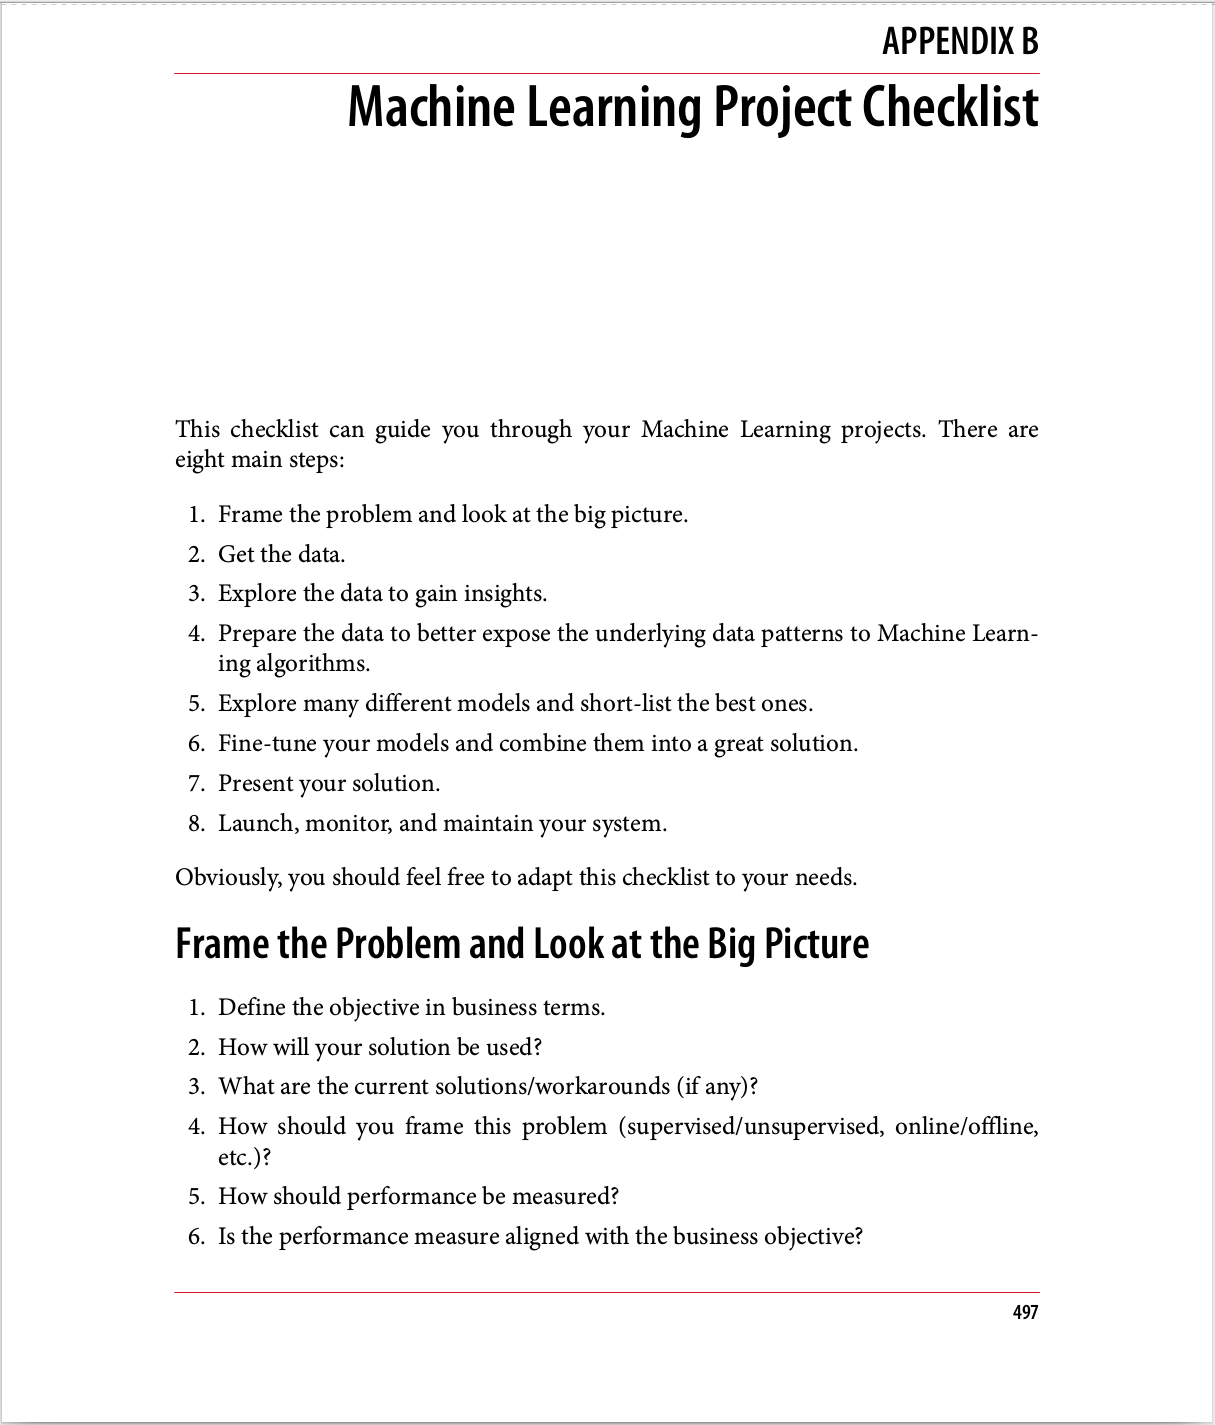 APPENDIX B
Machine Learning Project Checklist
This checklist can guide you through your Machine Learning projects. There are
eight main steps:
1. Frame the problem and look at the big picture.
2. Get the data.
3. Explore the data to gain insights.
4. Prepare the data to better expose the underlying data patterns to Machine Learn-
ing algorithms.
5. Explore many different models and short-list the best ones.
6. Fine-tune your models and combine them into a great solution.
7. Present your solution.
8. Launch, monitor, and maintain your system.
Obviously, you should feel free to adapt this checklist to your needs.
Frame the Problem and Look at the Big Picture
1. Define the objective in business terms.
2. How will your solution be used?
3. What are the current solutions/workarounds (if any)?
4. How should you frame this problem (supervised/unsupervised, online/offline,
etc.)?
5. How should performance be measured?
6. Is the performance measure aligned with the business objective?
497